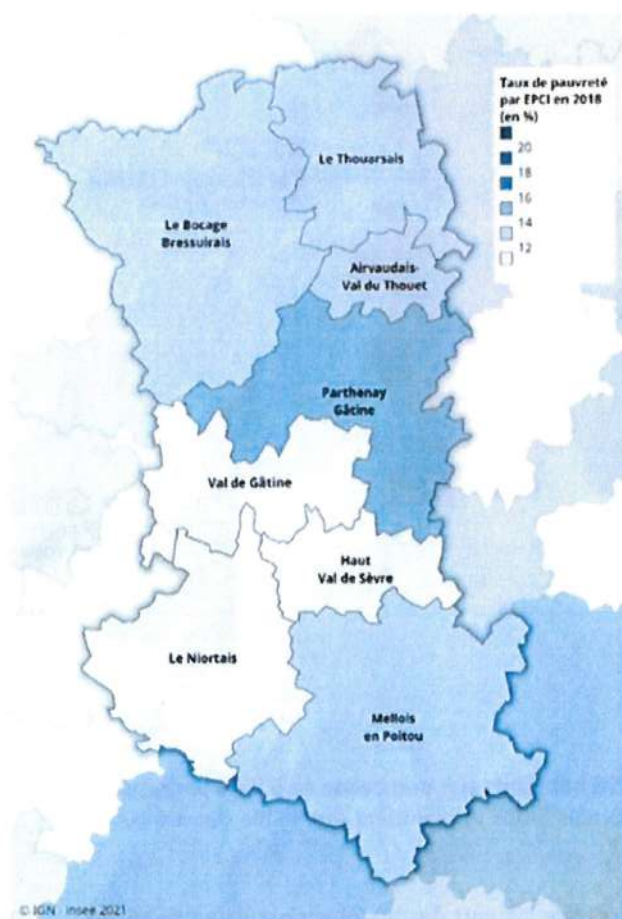 Taux de pauvreté
par EPCI en 2018
(en %)
20
18
16
14
12
Le Thouarsais
Le Bocage
Bressuirais
Airvaudais-
Val du Thouet
Parthenay
Gâtine
Val de Gâtine
Haut
Val de Sèvre
Le Niortais
Mellois
en Poitou
© IGN - Insee 2021